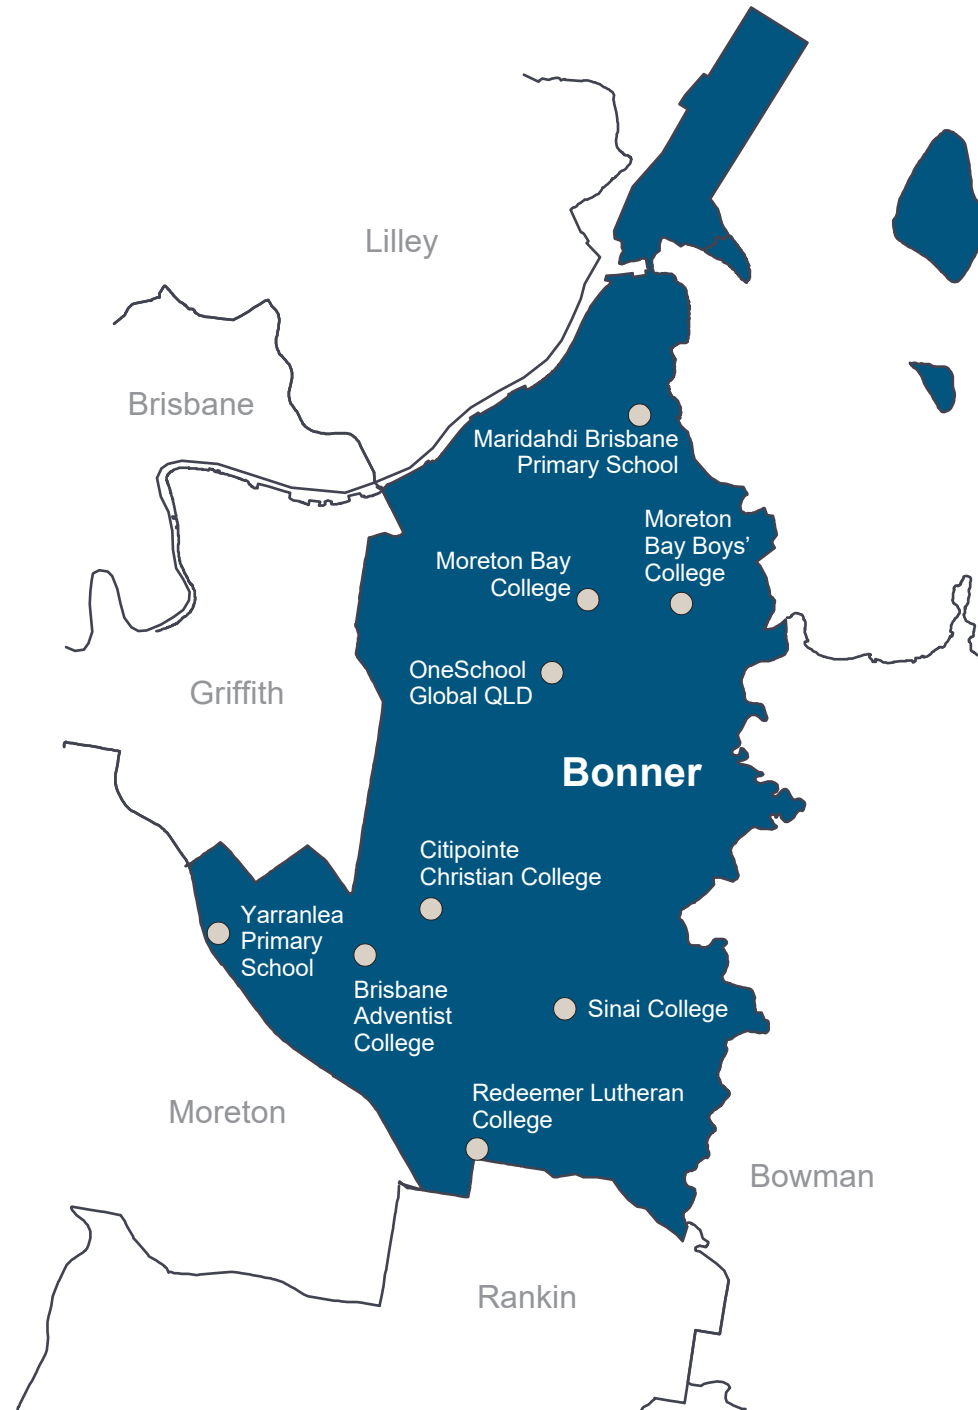 Lilley
Brisbane
Maridahdi Brisbane
Primary School
Moreton
Bay Boys’
College
Moreton Bay
College
OneSchool
Global QLD
Griffith
Bonner
Citipointe
Christian College
Yarranlea
Primary
School
Brisbane
Adventist
College
Sinai College
Redeemer Lutheran
College
Moreton
Bowman
Rankin